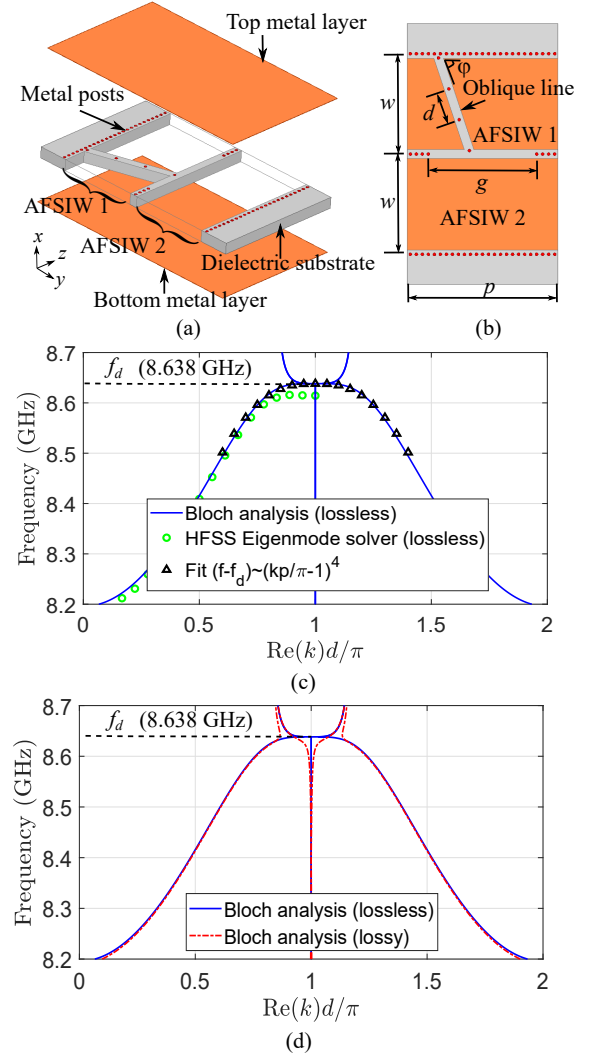 Top metal layer
Metal posts
AFSIW 1
AFSIW 2
x
z
y
Dielectric substrate
Bottom metal layer
(a)
φ
w
Oblique line
d
AFSIW 1
g
w
AFSIW 2
p
(b)
8.7
f_d (8.638 GHz)
8.6
8.5
8.4
8.3
8.2
Frequency (GHz)
Bloch analysis (lossless)
HFSS Eigenmode solver (lossless)
Fit (f-f_d)~(kp/π-1)^4
0 0.5 1 1.5 2
Re(k)d/π
(c)
8.7
f_d (8.638 GHz)
8.6
8.5
8.4
8.3
8.2
Frequency (GHz)
Bloch analysis (lossless)
Bloch analysis (lossy)
0 0.5 1 1.5 2
Re(k)d/π
(d)